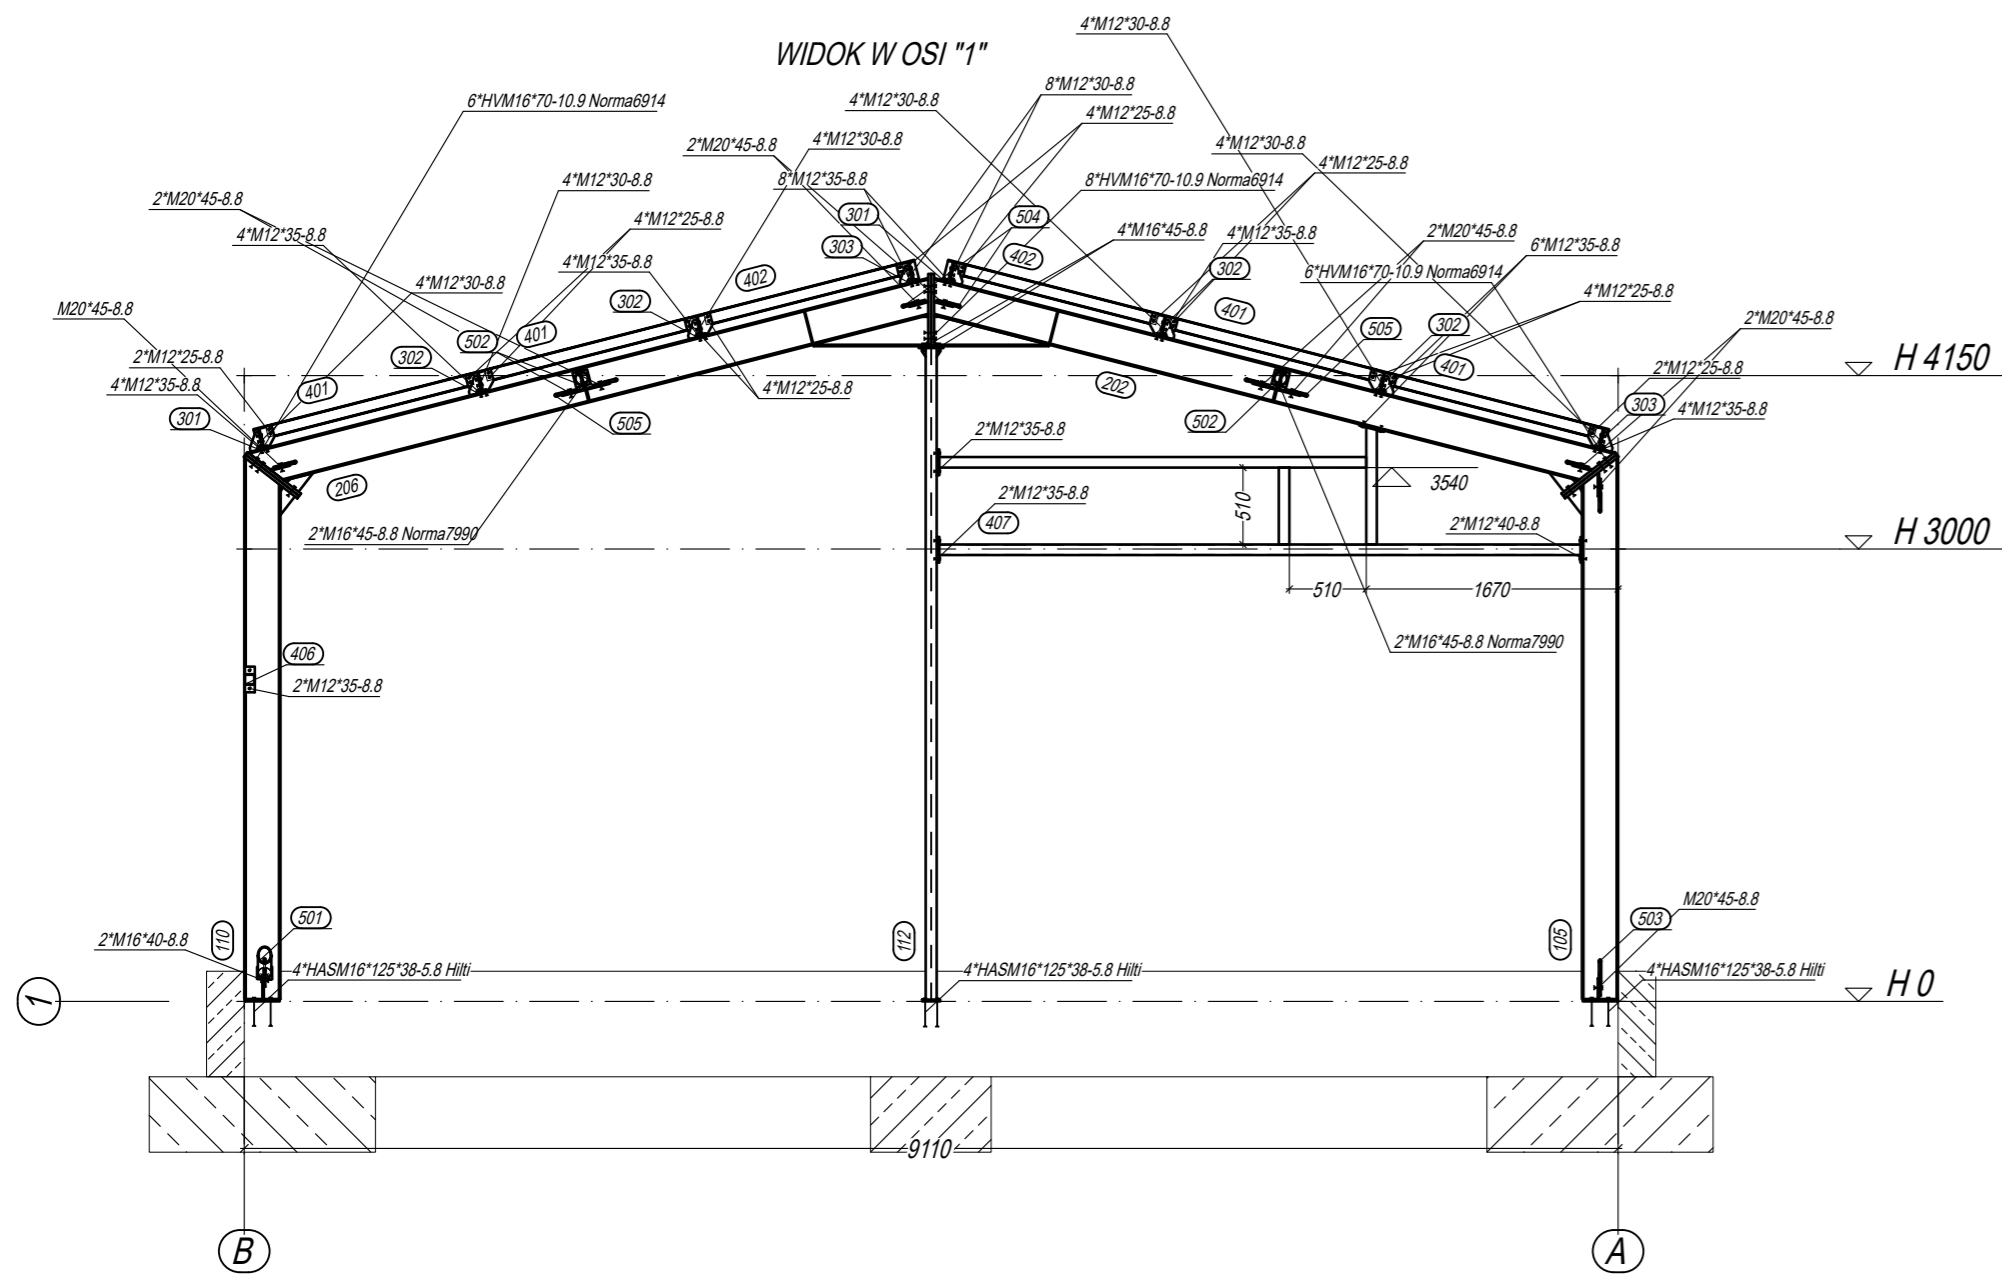 4*M12*30-8.8
WIDOK W OSI "1"
6*HVM16*70-10.9 Norma6914
4*M12*30-8.8
8*M12*30-8.8
4*M12*25-8.8
2*M20*45-8.8
4*M12*30-8.8
4*M12*30-8.8
4*M12*25-8.8
8*M12*35-8.8
8*HVM16*70-10.9 Norma6914
2*M20*45-8.8
4*M12*30-8.8
301
504
4*M12*25-8.8
4*M12*35-8.8
303
402
4*M16*45-8.8
4*M12*35-8.8
2*M20*45-8.8
6*M12*35-8.8
4*M12*35-8.8
402
302
6*HVM16*70-10.9 Norma6914
4*M12*30-8.8
302
401
4*M12*25-8.8
M20*45-8.8
502
401
505
302
2*M20*45-8.8
2*M12*25-8.8
302
H 4150
4*M12*35-8.8
401
4*M12*25-8.8
202
401
2*M12*25-8.8
301
505
502
303
4*M12*35-8.8
2*M12*35-8.8
206
3540
510
2*M12*35-8.8
407
2*M12*40-8.8
2*M16*45-8.8 Norma7990
H 3000
510
1670
406
2*M16*45-8.8 Norma7990
2*M12*35-8.8
501
503
M20*45-8.8
110
112
105
2*M16*40-8.8
4*HASM16*125*38-5.8 Hilti
4*HASM16*125*38-5.8 Hilti
4*HASM16*125*38-5.8 Hilti
1
H 0
9110
B
A